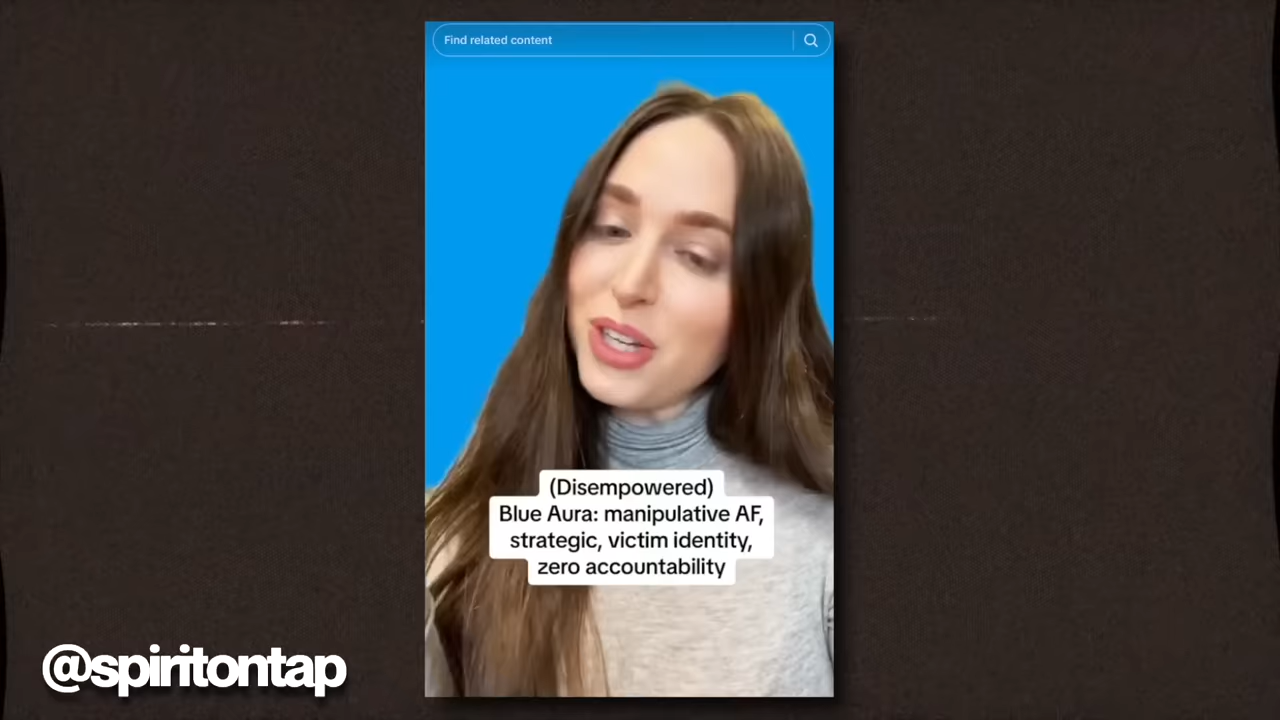 Find related content
(Disempowered)
Blue Aura: manipulative AF,
strategic, victim identity,
zero accountability
@spiritontap